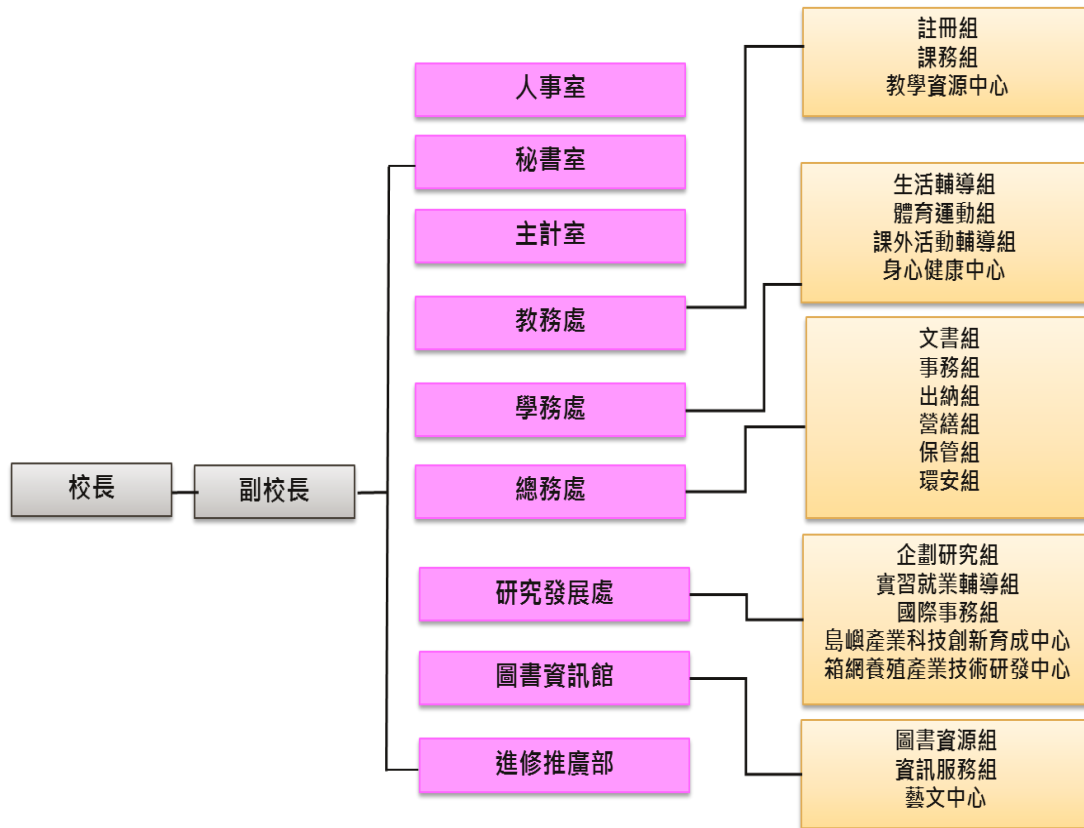 校長
副校長
人事室
秘書室
主計室
教務處
學務處
總務處
研究發展處
圖書資訊館
進修推廣部
註冊組
課務組
教學資源中心
生活輔導組
體育運動組
課外活動輔導組
身心健康中心
文書組
事務組
出納組
營繕組
保管組
環安組
企劃研究組
實習就業輔導組
國際事務組
島嶼產業科技創新育成中心
箱網養殖產業技術研發中心
圖書資源組
資訊服務組
藝文中心